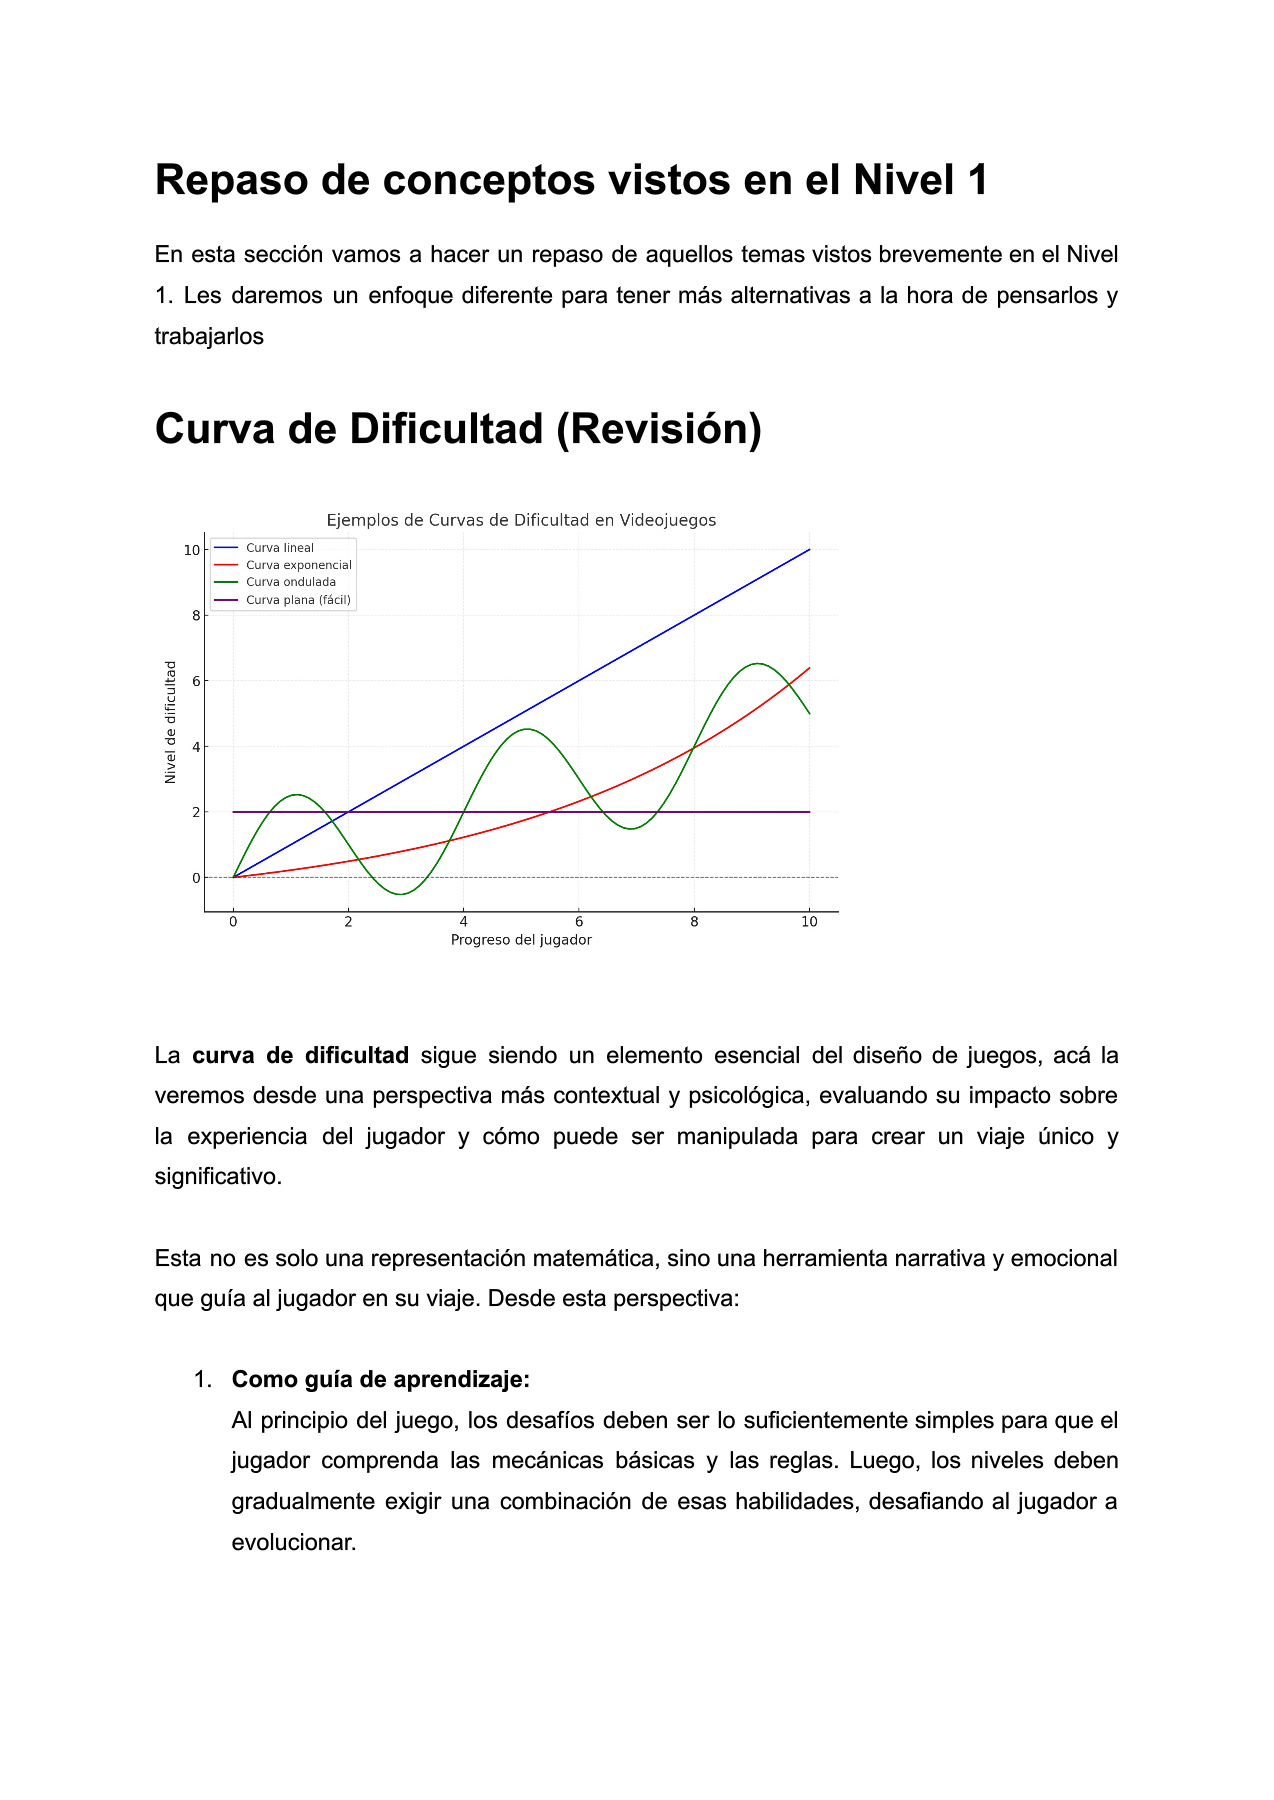 Repaso de conceptos vistos en el Nivel 1
En esta sección vamos a hacer un repaso de aquellos temas vistos brevemente en el Nivel
1. Les daremos un enfoque diferente para tener más alternativas a la hora de pensarlos y
trabajarlos
Curva de Dificultad (Revisión)
Ejemplos de Curvas de Dificultad en Videojuegos
Curva lineal
Curva exponencial
Curva ondulada
Curva plana (fácil)
Nivel de dificultad
10
8
6
4
2
0
0 2 4 6 8 10
Progreso del jugador
La curva de dificultad sigue siendo un elemento esencial del diseño de juegos, acá la
veremos desde una perspectiva más contextual y psicológica, evaluando su impacto sobre
la experiencia del jugador y cómo puede ser manipulada para crear un viaje único y
significativo.
Esta no es solo una representación matemática, sino una herramienta narrativa y emocional
que guía al jugador en su viaje. Desde esta perspectiva:
1. Como guía de aprendizaje:
Al principio del juego, los desafíos deben ser lo suficientemente simples para que el
jugador comprenda las mecánicas básicas y las reglas. Luego, los niveles deben
gradualmente exigir una combinación de esas habilidades, desafiando al jugador a
evolucionar.